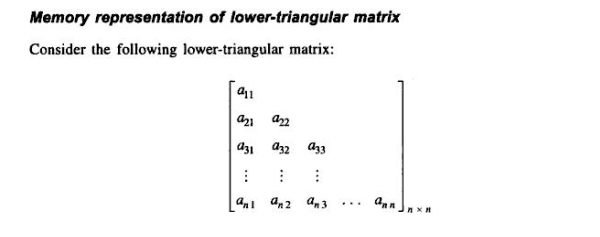 Memory representation of lower-triangular matrix
Consider the following lower-triangular matrix:
a11
a21 a22
a31 a32 a33
⋮ ⋮ ⋮
an1 an2 an3 ... ann
n×n